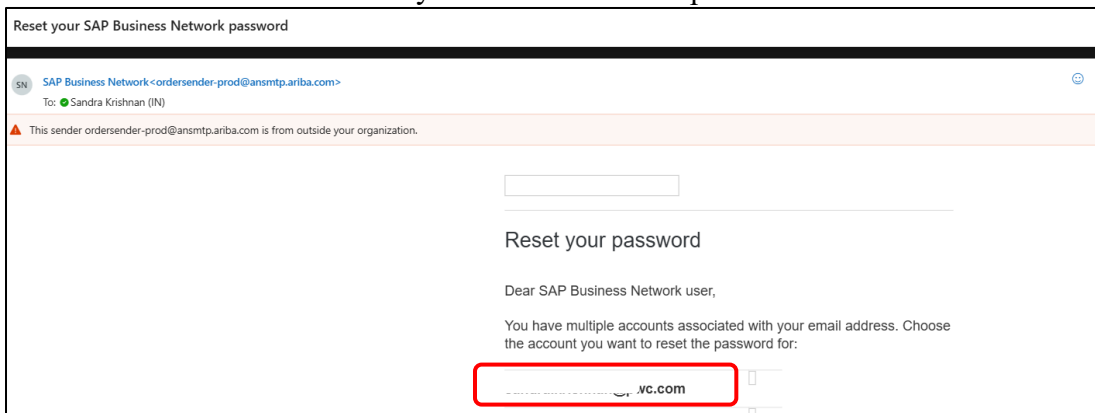 Reset your SAP Business Network password
SN
SAP Business Network<ordersender-prod@ansmtp.ariba.com>
To: Sandra Krishnan (IN)
This sender ordersender-prod@ansmtp.ariba.com is from outside your organization.
Reset your password
Dear SAP Business Network user,
You have multiple accounts associated with your email address. Choose
the account you want to reset the password for: